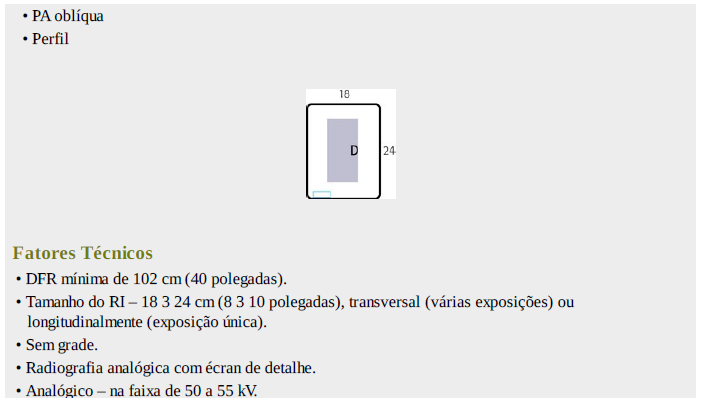 • PA oblíqua
• Perfil
18
D
24
Fatores Técnicos
• DFR mínima de 102 cm (40 polegadas).
• Tamanho do RI – 18 3 24 cm (8 3 10 polegadas), transversal (várias exposições) ou
longitudinalmente (exposição única).
• Sem grade.
• Radiografia analógica com écran de detalhe.
• Analógico – na faixa de 50 a 55 kV.